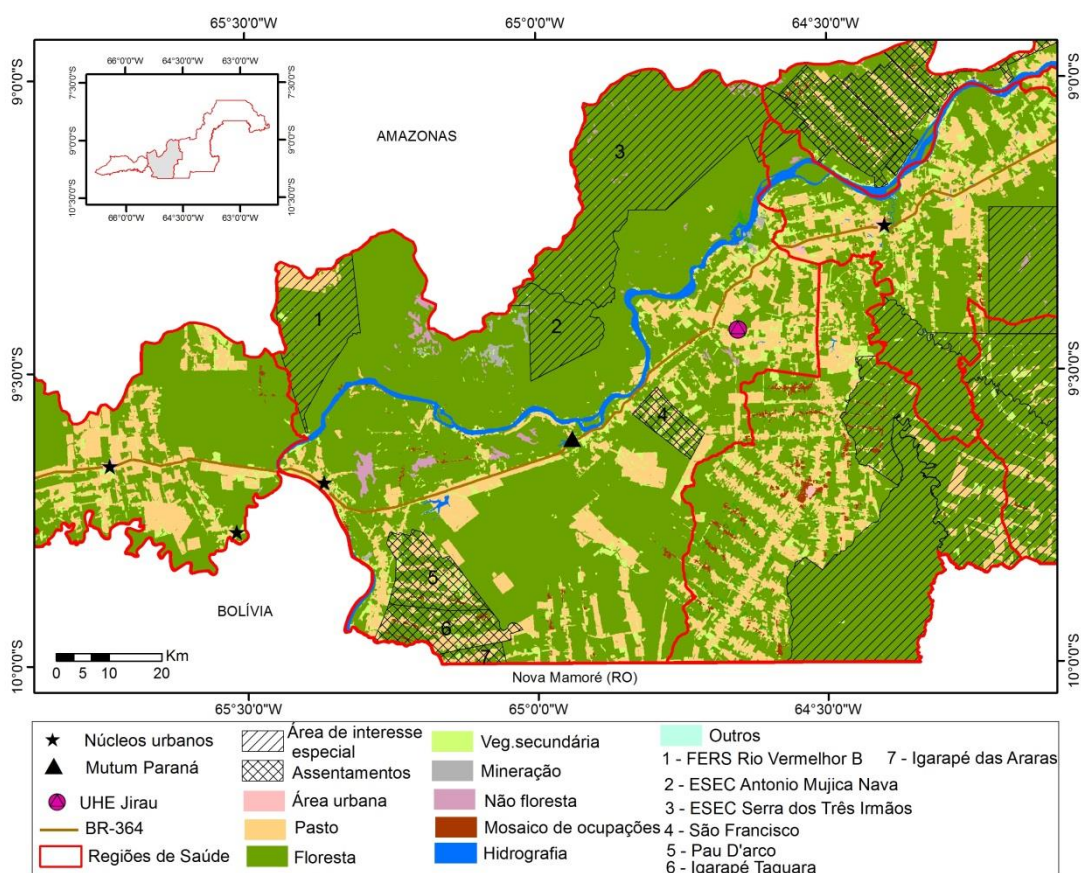 65°30'0"W 65°0'0"W 64°30'0"W
66°0'0"W 64°30'0"W 63°0'0"W
7°30'0"S 7°30'0"S
9°0'0"S 9°0'0"S
10°30'0"S 10°30'0"S
66°0'0"W 64°30'0"W 63°0'0"W
9°0'0"S 9°0'0"S
AMAZONAS
3
1
2
9°30'0"S 9°30'0"S
4
5
BOLÍVIA
6
7
Km
0 5 10 20
Nova Mamoré (RO)
10°0'0"S 10°0'0"S
65°30'0"W 65°0'0"W 64°30'0"W
Núcleos urbanos
Mutum Paraná
UHE Jirau
BR-364
Regiões de Saúde
Área de interesse
especial
Assentamentos
Área urbana
Pasto
Floresta
Veg.secundária
Mineração
Não floresta
Mosaico de ocupações
Hidrografia
Outros
1 - FERS Rio Vermelhor B 7 - Igarapé das Araras
2 - ESEC Antonio Mujica Nava
3 - ESEC Serra dos Três Irmãos
4 - São Francisco
5 - Pau D'arco
6 - Igarapé Taquara